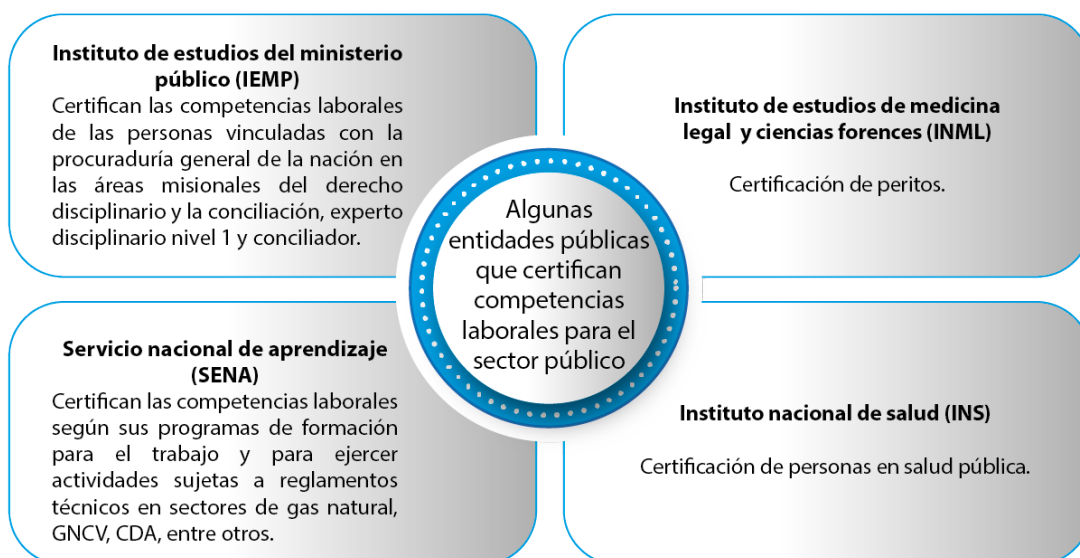 Instituto de estudios del ministerio
público (IEMP)
Certifican las competencias laborales
de las personas vinculadas con la
procuraduría general de la nación en
las áreas misionales del derecho
disciplinario y la conciliación, experto
disciplinario nivel 1 y conciliador.
Instituto de estudios de medicina
legal y ciencias forences (INML)
Certificación de peritos.
Algunas
entidades públicas
que certifican
competencias
laborales para el
sector público
Servicio nacional de aprendizaje
(SENA)
Certifican las competencias laborales
según sus programas de formación
para el trabajo y para ejercer
actividades sujetas a reglamentos
técnicos en sectores de gas natural,
GNCV, CDA, entre otros.
Instituto nacional de salud (INS)
Certificación de personas en salud pública.